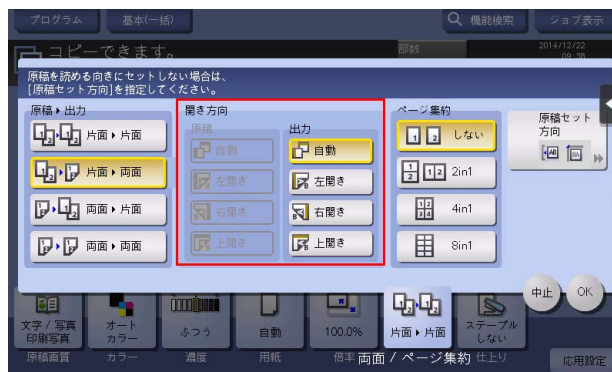 プログラム
基本(一括)
機能検索
ジョブ表示
コピーできます。
部数
2014/12/22
09:38
原稿を読める向きにセットしない場合は、
[原稿セット方向]を指定してください。
原稿▶出力
片面▶片面
片面▶両面
両面▶片面
両面▶両面
開き方向
原稿
自動
左開き
右開き
上開き
出力
自動
左開き
右開き
上開き
ページ集約
しない
2in1
4in1
8in1
原稿セット
方向
中止
OK
文字/写真
印刷写真
オート
カラー
ふつう
自動
100.0%
片面▶片面
ステープル
しない
原稿画質
カラー
濃度
用紙
倍率
両面/ページ集約
仕上り
応用設定